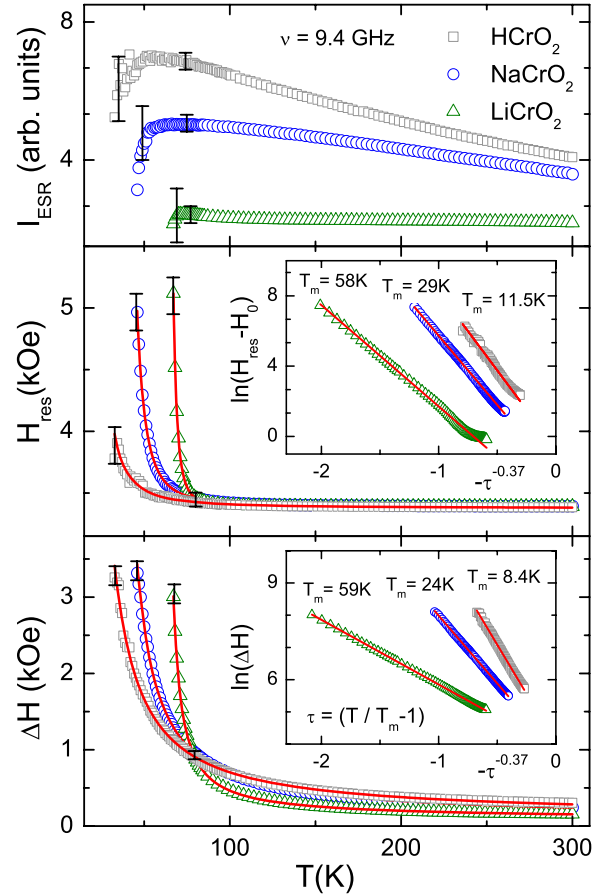 8
ν = 9.4 GHz
HCrO₂
NaCrO₂
LiCrO₂
4
I_ESR (arb. units)
5
4
H_res (kOe)
T_m = 58K
T_m = 29K
T_m = 11.5K
ln(H_res-H_0)
8
4
0
-2
-1
0
-τ^-0.37
3
2
1
0
ΔH (kOe)
T_m = 59K
T_m = 24K
T_m = 8.4K
ln(ΔH)
9
6
τ = (T / T_m-1)
-2
-1
0
-τ^-0.37
100
200
300
T(K)